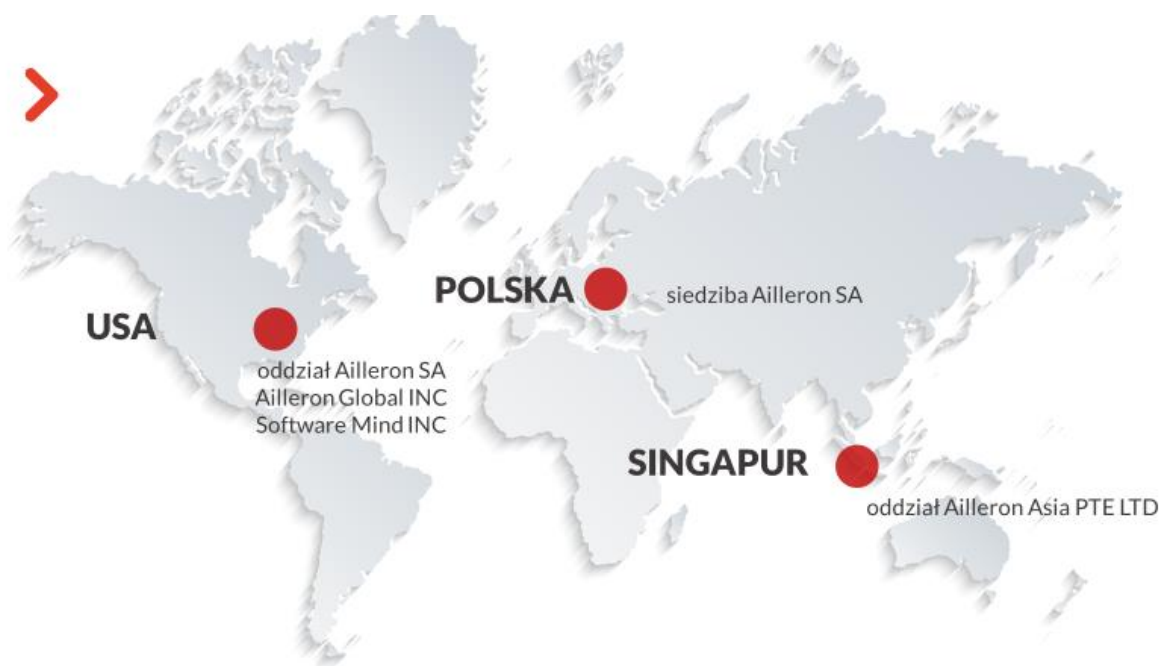 POLSKA
siedziba Ailleron SA
USA
oddział Ailleron SA
Ailleron Global INC
Software Mind INC
SINGAPUR
oddział Ailleron Asia PTE LTD